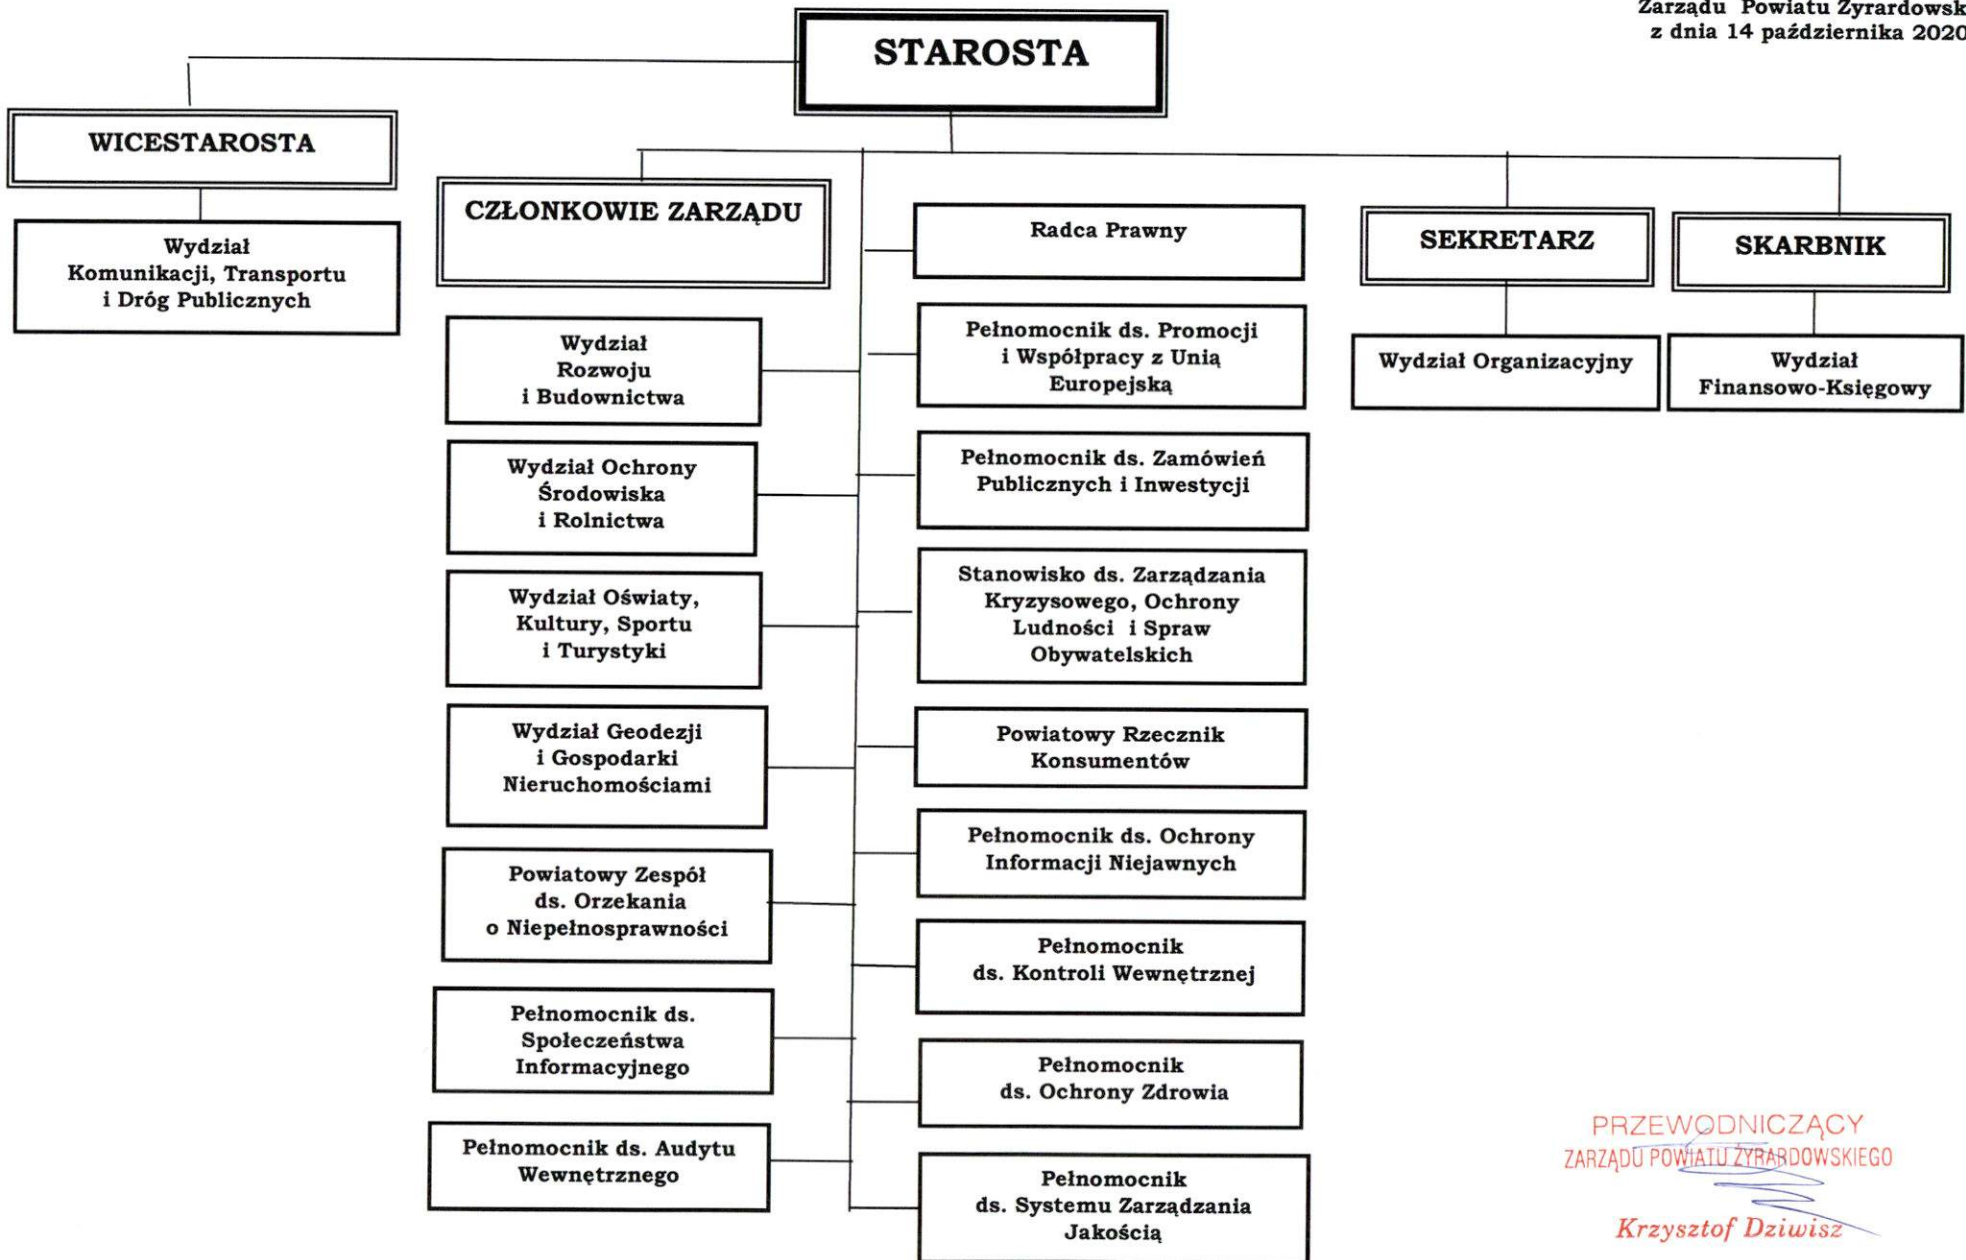 Zarządu Powiatu Żyrardowsk
z dnia 14 października 2020
STAROSTA
WICESTAROSTA
Wydział
Komunikacji, Transportu
i Dróg Publicznych
CZŁONKOWIE ZARZĄDU
Wydział
Rozwoju
i Budownictwa
Wydział Ochrony
Środowiska
i Rolnictwa
Wydział Oświaty,
Kultury, Sportu
i Turystyki
Wydział Geodezji
i Gospodarki
Nieruchomościami
Powiatowy Zespół
ds. Orzekania
o Niepełnosprawności
Pełnomocnik ds.
Społeczeństwa
Informacyjnego
Pełnomocnik ds. Audytu
Wewnętrznego
Radca Prawny
Pełnomocnik ds. Promocji
i Współpracy z Unią
Europejską
Pełnomocnik ds. Zamówień
Publicznych i Inwestycji
Stanowisko ds. Zarządzania
Kryzysowego, Ochrony
Ludności i Spraw
Obywatelskich
Powiatowy Rzecznik
Konsumentów
Pełnomocnik ds. Ochrony
Informacji Niejawnych
Pełnomocnik
ds. Kontroli Wewnętrznej
Pełnomocnik
ds. Ochrony Zdrowia
Pełnomocnik
ds. Systemu Zarządzania
Jakością
SEKRETARZ
Wydział Organizacyjny
SKARBNIK
Wydział
Finansowo-Księgowy
PRZEWODNICZĄCY
ZARZĄDU POWIATU ŻYRARDOWSKIEGO
Krzysztof Dziwisz